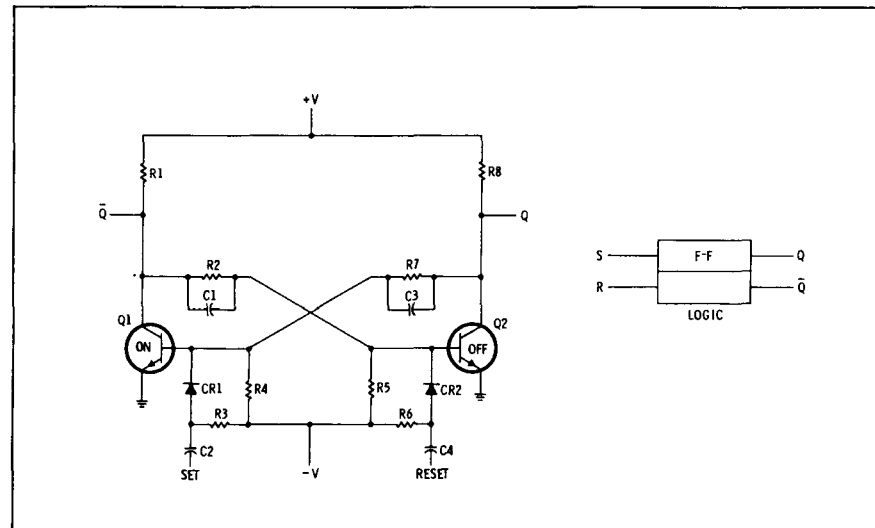 +V
R1
R8
Q̄
Q
R2
R7
C1
C3
Q1
Q2
ON
OFF
CR1
R4
R5
CR2
R3
R6
C2
C4
SET
-V
RESET
S
F-F
Q
R
Q̄
LOGIC